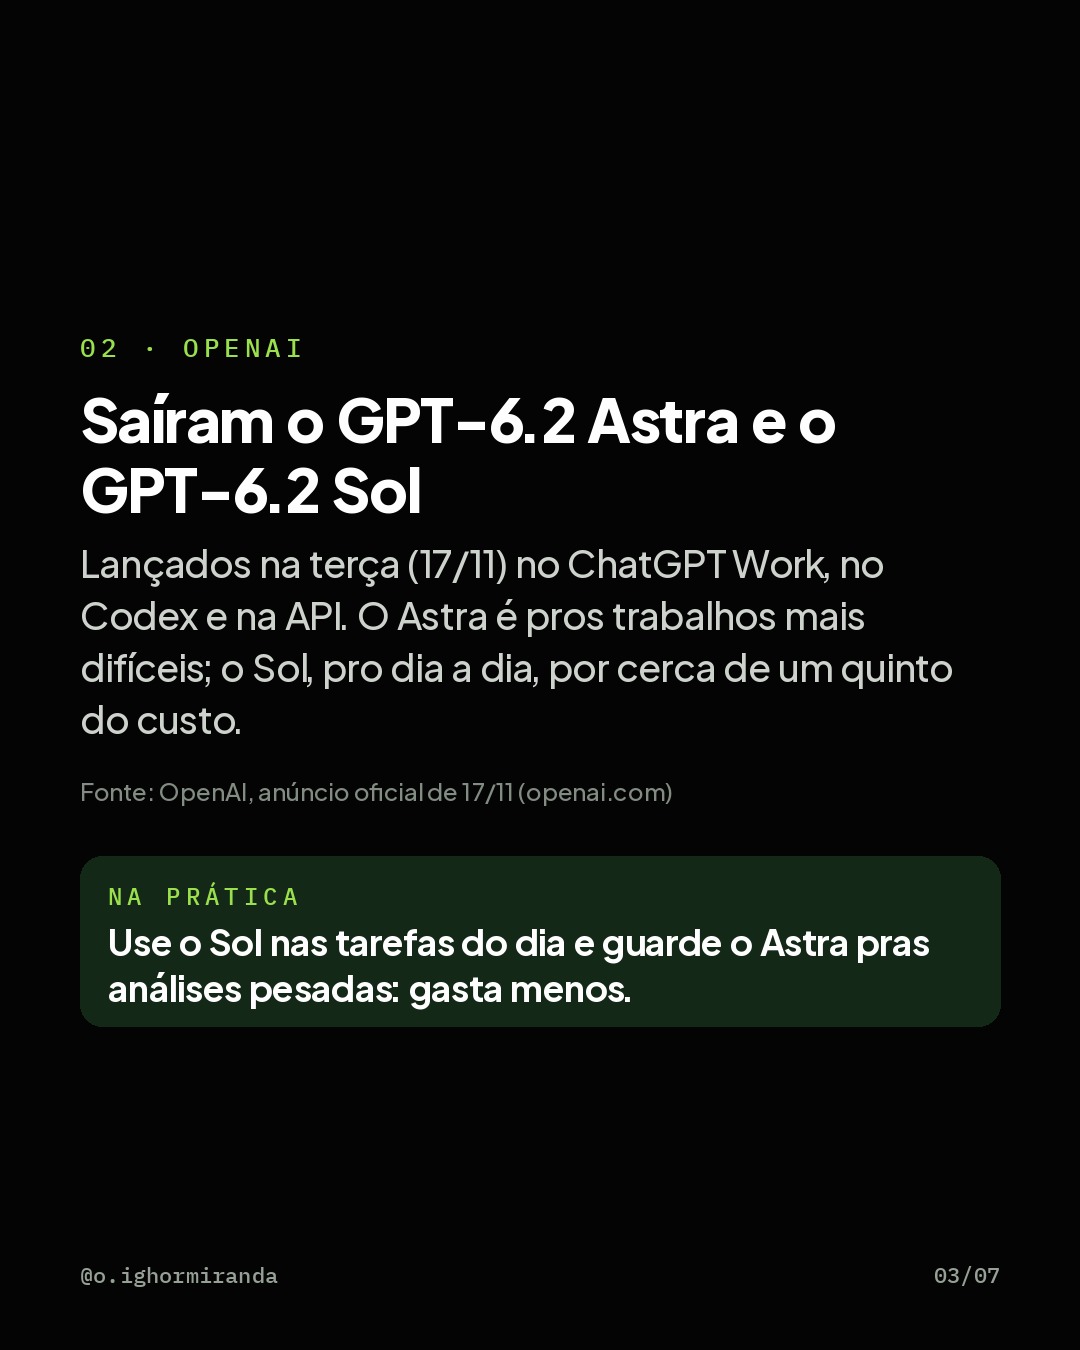 02 · OPENAI
Saíram o GPT-6.2 Astra e o
GPT-6.2 Sol
Lançados na terça (17/11) no ChatGPT Work, no
Codex e na API. O Astra é pros trabalhos mais
difíceis; o Sol, pro dia a dia, por cerca de um quinto
do custo.
Fonte: OpenAI, anúncio oficial de 17/11 (openai.com)
NA PRÁTICA
Use o Sol nas tarefas do dia e guarde o Astra pras
análises pesadas: gasta menos.
@o.ighormiranda
03/07